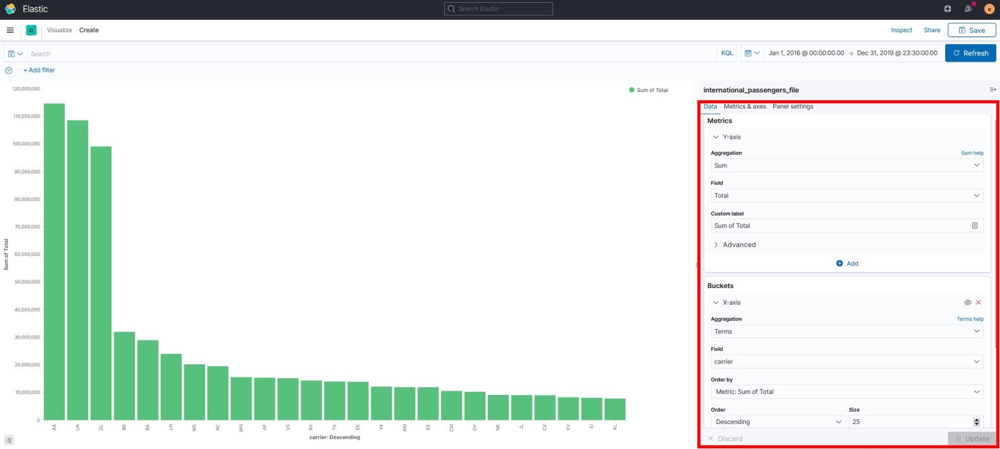 Elastic
Search Elastic
e
D
Visualize / Create
Inspect
Share
Save
Search
KQL
Jan 1, 2016 @ 00:00:00.00 → Dec 31, 2019 @ 23:30:00.00
Refresh
+ Add filter
120,000,000
110,000,000
100,000,000
90,000,000
80,000,000
70,000,000
60,000,000
50,000,000
40,000,000
30,000,000
20,000,000
10,000,000
0
Sum of Total
AA UA DL B6 BA LH WS AC WN AF VS RV TK EK Y4 AM KE CM DY NK JL CX KV EI KL
carrier: Descending
Sum of Total
international_passengers_file
Data Metrics & axes Panel settings
Metrics
Y-axis
Aggregation Sum help
Sum
Field
Total
Custom label
Sum of Total
Advanced
Add
Buckets
X-axis
Aggregation Terms help
Terms
Field
carrier
Order by
Metric: Sum of Total
Order Size
Descending 25
Discard Update